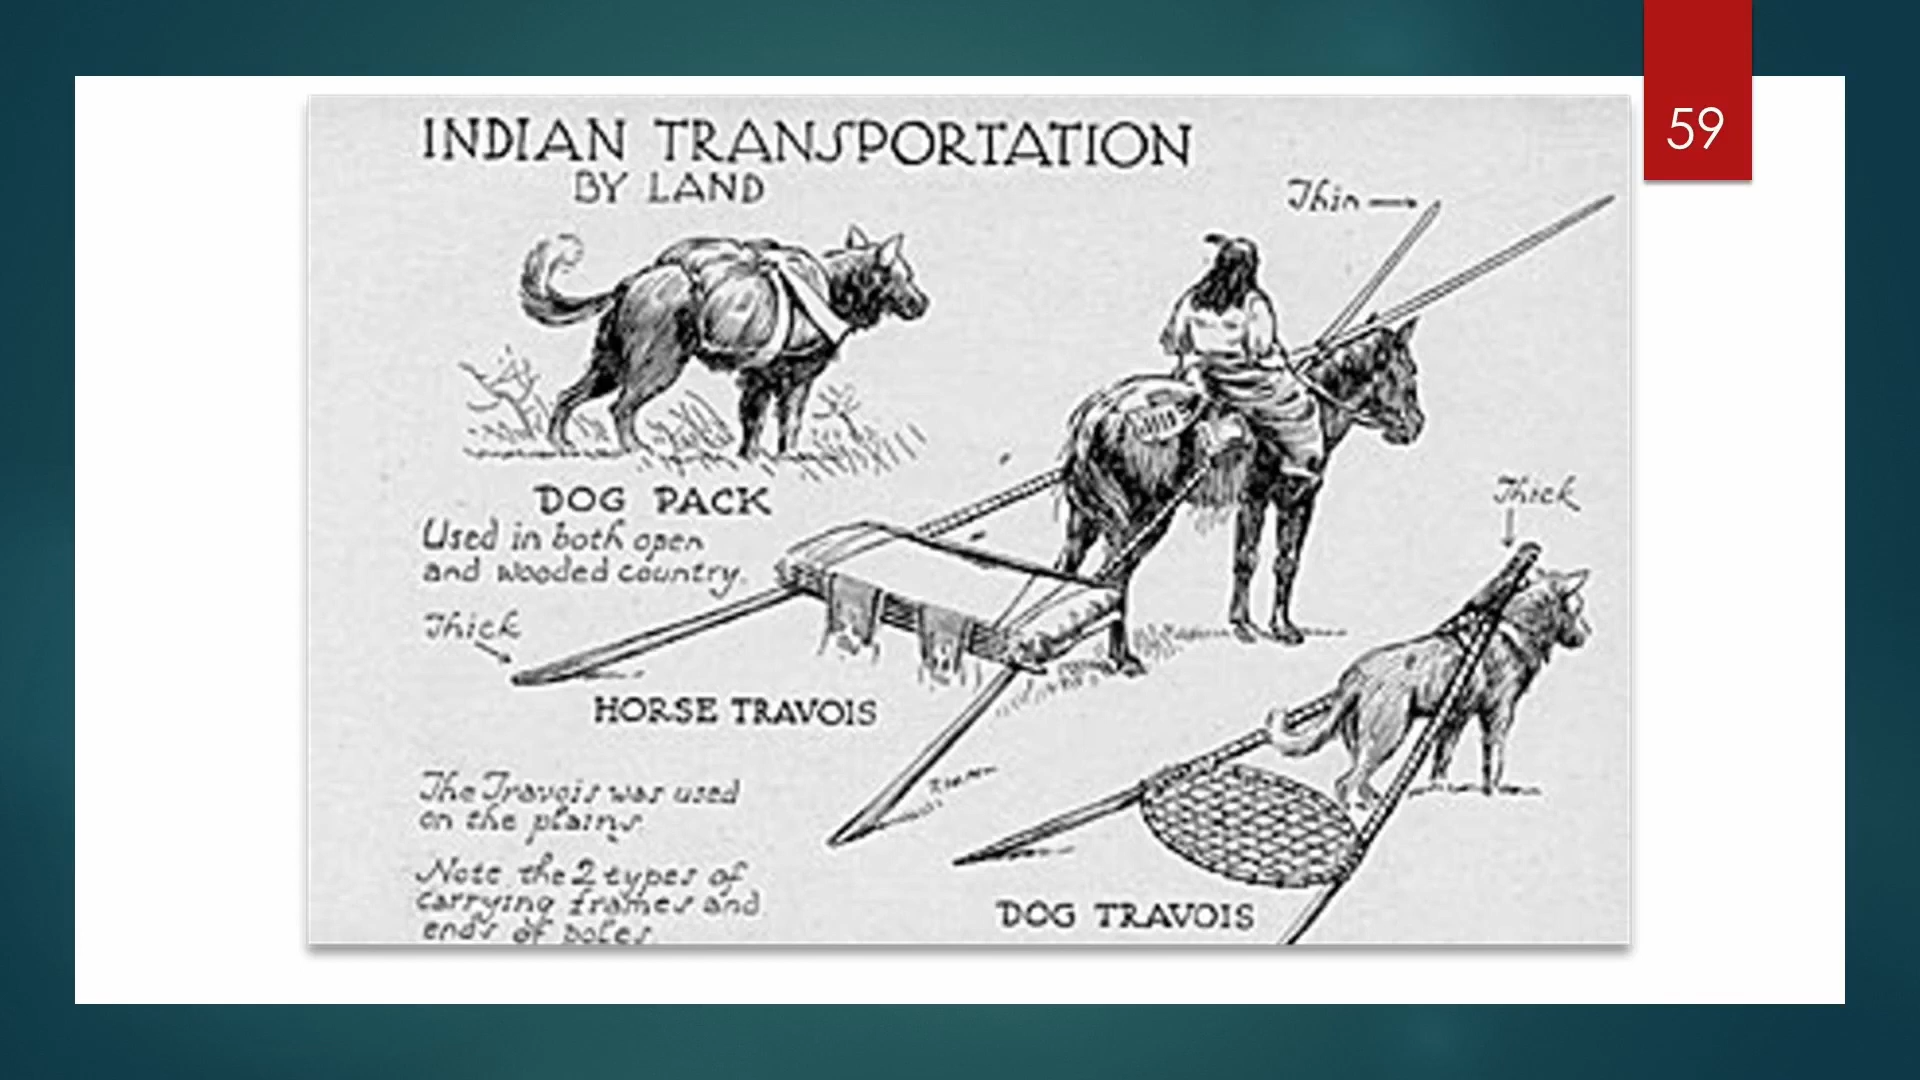 59
INDIAN TRANSPORTATION
BY LAND
Thin
DOG PACK
Used in both open
and wooded country.
Thick
Thick
HORSE TRAVOIS
The Travois was used
on the plains
Note the 2 types of
carrying frames and
ends of poles
DOG TRAVOIS